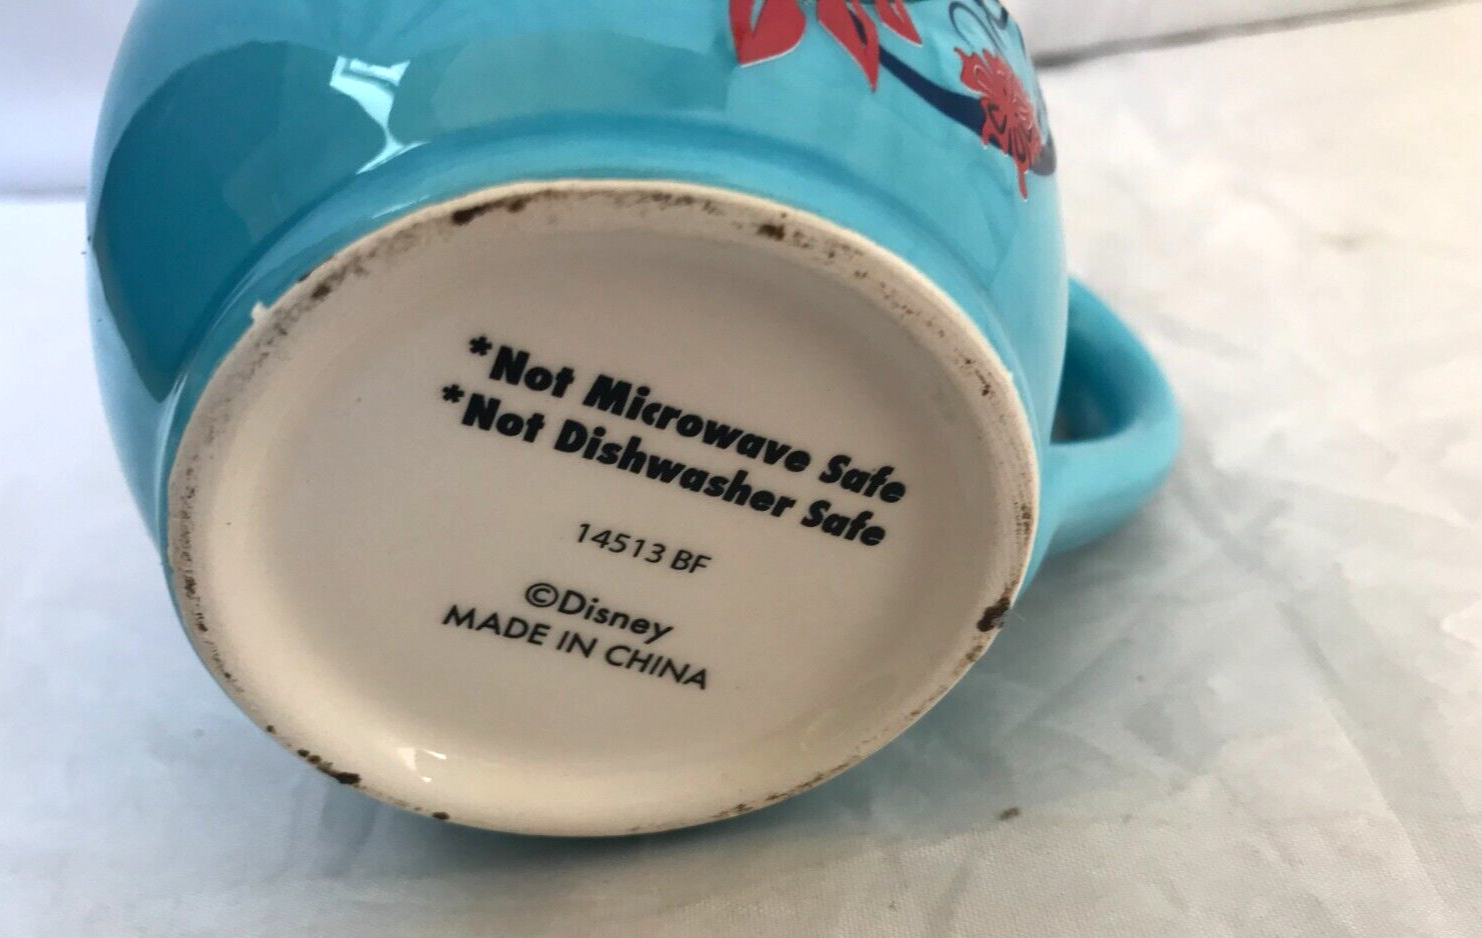 *Not Microwave Safe
*Not Dishwasher Safe
14513 BF
©Disney
MADE IN CHINA